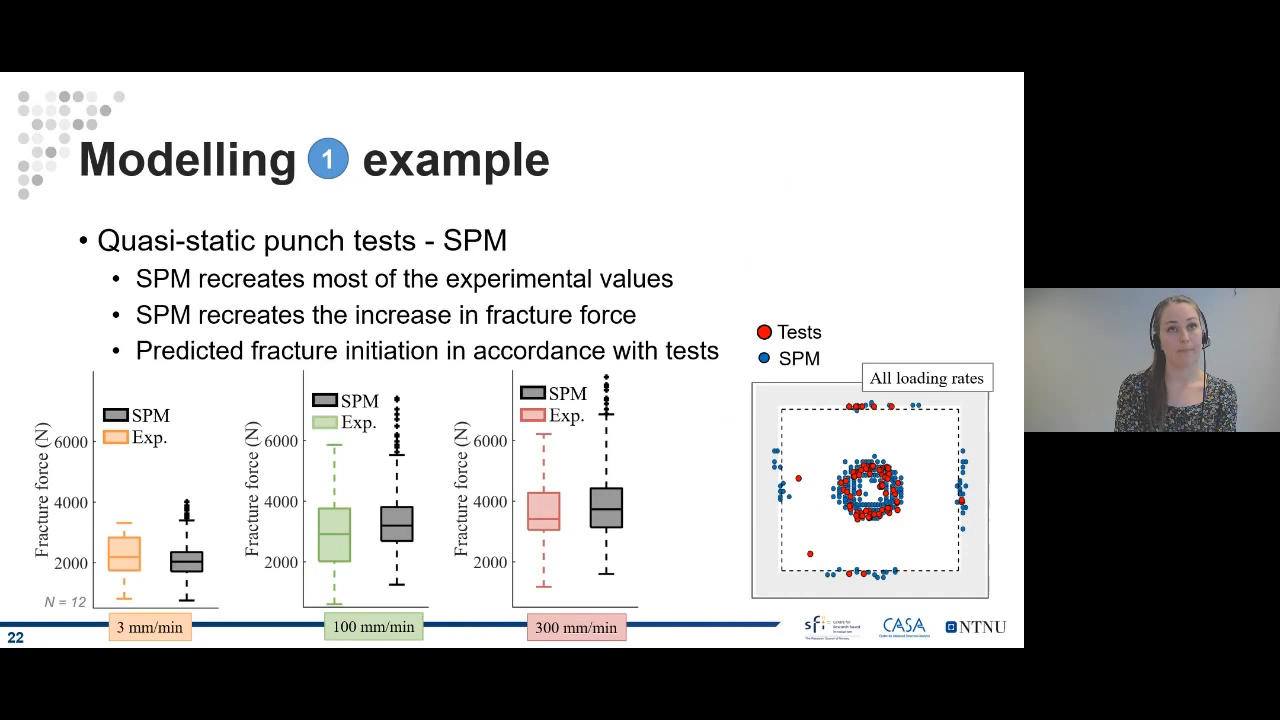 Modelling 1 example
• Quasi-static punch tests - SPM
• SPM recreates most of the experimental values
• SPM recreates the increase in fracture force
• Predicted fracture initiation in accordance with tests
Tests
SPM
All loading rates
SPM
Exp.
Fracture force (N)
6000
4000
2000
N = 12
3 mm/min
SPM
Exp.
Fracture force (N)
6000
4000
2000
100 mm/min
SPM
Exp.
Fracture force (N)
6000
4000
2000
300 mm/min
22
sfi
CASA
NTNU